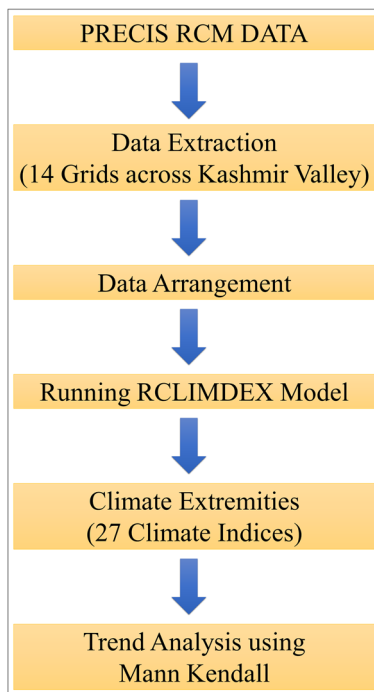 PRECIS RCM DATA
Data Extraction
(14 Grids across Kashmir Valley)
Data Arrangement
Running RCLIMDEX Model
Climate Extremities
(27 Climate Indices)
Trend Analysis using
Mann Kendall